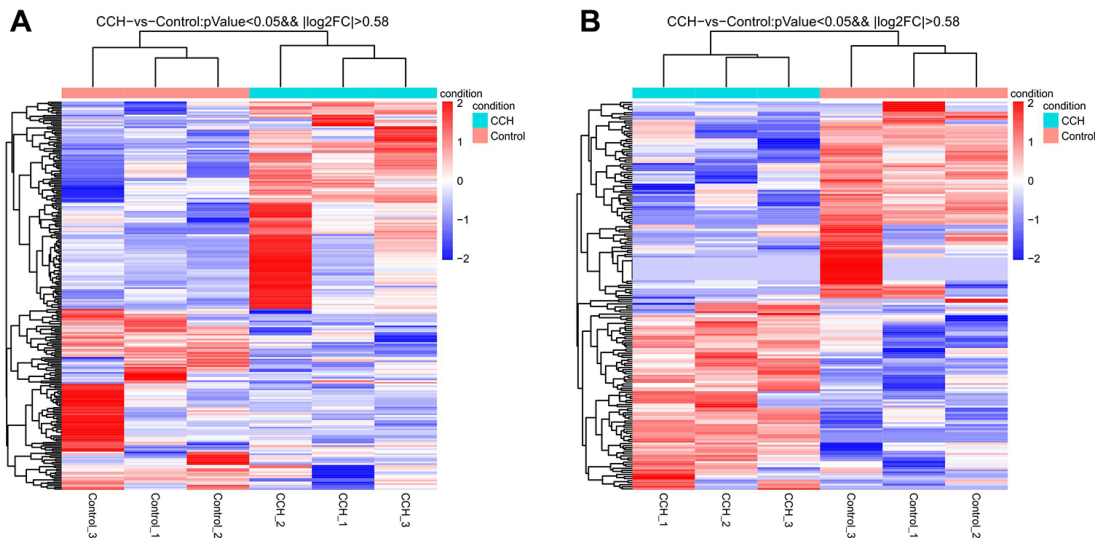 A
CCH−vs−Control:pValue<0.05&& |log2FC|>0.58
condition
2
1
0
−1
−2
condition
CCH
Control
Control_3
Control_1
Control_2
CCH_2
CCH_1
CCH_3
B
CCH−vs−Control:pValue<0.05&& |log2FC|>0.58
condition
2
1
0
−1
−2
condition
CCH
Control
CCH_1
CCH_2
CCH_3
Control_3
Control_1
Control_2